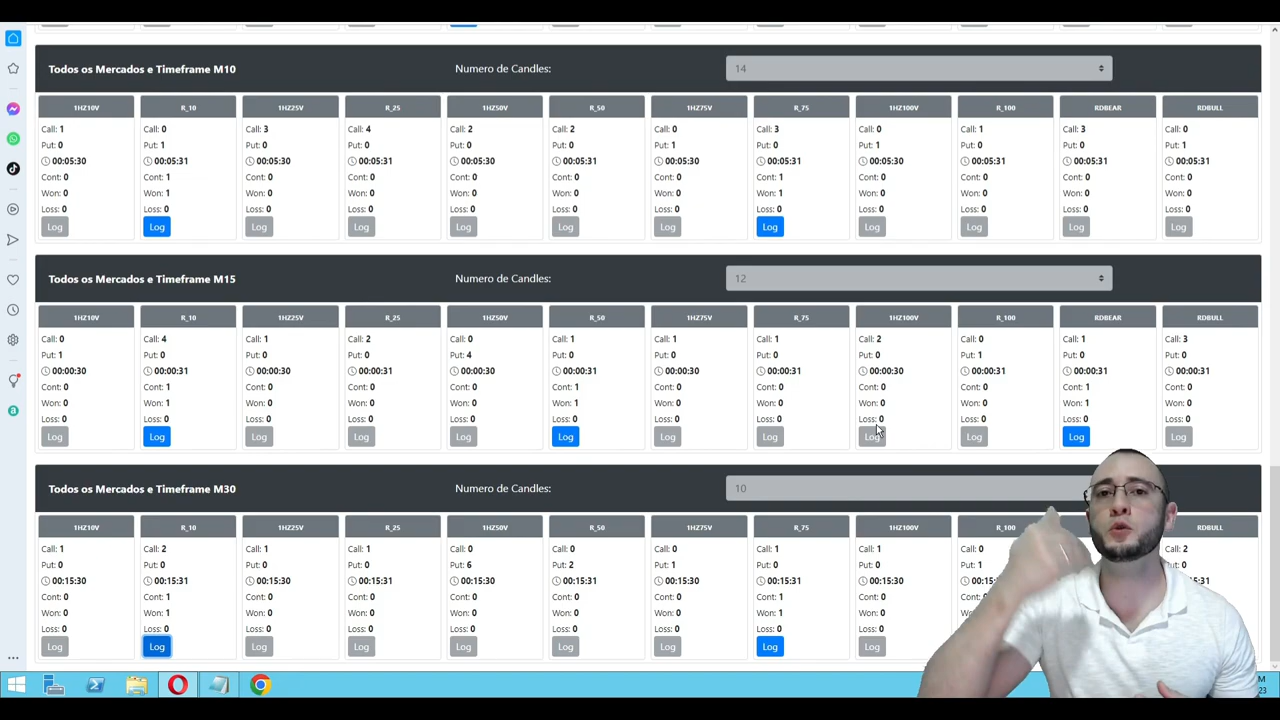 Todos os Mercados e Timeframe M10 Numero de Candles: 14
1HZ10V R_10 1HZ25V R_25 1HZ50V R_50 1HZ75V R_75 1HZ100V R_100 RDBEAR RDBULL
Call: 1 Call: 0 Call: 3 Call: 4 Call: 2 Call: 2 Call: 0 Call: 3 Call: 0 Call: 1 Call: 3 Call: 0
Put: 0 Put: 1 Put: 0 Put: 0 Put: 0 Put: 0 Put: 1 Put: 0 Put: 1 Put: 0 Put: 0 Put: 1
00:05:30 00:05:31 00:05:30 00:05:31 00:05:30 00:05:31 00:05:30 00:05:31 00:05:30 00:05:31 00:05:31 00:05:31
Cont: 0 Cont: 1 Cont: 0 Cont: 0 Cont: 0 Cont: 0 Cont: 0 Cont: 1 Cont: 0 Cont: 0 Cont: 0 Cont: 0
Won: 0 Won: 1 Won: 0 Won: 0 Won: 0 Won: 0 Won: 0 Won: 1 Won: 0 Won: 0 Won: 0 Won: 0
Loss: 0 Loss: 0 Loss: 0 Loss: 0 Loss: 0 Loss: 0 Loss: 0 Loss: 0 Loss: 0 Loss: 0 Loss: 0 Loss: 0
Log Log Log Log Log Log Log Log Log Log Log Log
Todos os Mercados e Timeframe M15 Numero de Candles: 12
1HZ10V R_10 1HZ25V R_25 1HZ50V R_50 1HZ75V R_75 1HZ100V R_100 RDBEAR RDBULL
Call: 0 Call: 4 Call: 1 Call: 2 Call: 0 Call: 1 Call: 1 Call: 1 Call: 2 Call: 0 Call: 1 Call: 3
Put: 1 Put: 0 Put: 0 Put: 0 Put: 4 Put: 0 Put: 0 Put: 0 Put: 0 Put: 1 Put: 0 Put: 0
00:00:30 00:00:31 00:00:30 00:00:31 00:00:30 00:00:31 00:00:30 00:00:31 00:00:30 00:00:31 00:00:31 00:00:31
Cont: 0 Cont: 1 Cont: 0 Cont: 0 Cont: 0 Cont: 1 Cont: 0 Cont: 0 Cont: 0 Cont: 0 Cont: 1 Cont: 0
Won: 0 Won: 1 Won: 0 Won: 0 Won: 0 Won: 1 Won: 0 Won: 0 Won: 0 Won: 0 Won: 1 Won: 0
Loss: 0 Loss: 0 Loss: 0 Loss: 0 Loss: 0 Loss: 0 Loss: 0 Loss: 0 Loss: 0 Loss: 0 Loss: 0 Loss: 0
Log Log Log Log Log Log Log Log Log Log Log Log
Todos os Mercados e Timeframe M30 Numero de Candles: 10
1HZ10V R_10 1HZ25V R_25 1HZ50V R_50 1HZ75V R_75 1HZ100V R_100 RDBULL
Call: 1 Call: 2 Call: 1 Call: 1 Call: 0 Call: 0 Call: 0 Call: 1 Call: 1 Call: 0 Call: 2
Put: 0 Put: 0 Put: 0 Put: 0 Put: 6 Put: 2 Put: 1 Put: 0 Put: 0 Put: 1 Put: 0
00:15:30 00:15:31 00:15:30 00:15:31 00:15:30 00:15:31 00:15:30 00:15:31 00:15:30
Cont: 0 Cont: 1 Cont: 0 Cont: 0 Cont: 0 Cont: 0 Cont: 0 Cont: 1 Cont: 0
Won: 0 Won: 1 Won: 0 Won: 0 Won: 0 Won: 0 Won: 0 Won: 1 Won: 0
Loss: 0 Loss: 0 Loss: 0 Loss: 0 Loss: 0 Loss: 0 Loss: 0 Loss: 0 Loss: 0
Log Log Log Log Log Log Log Log Log